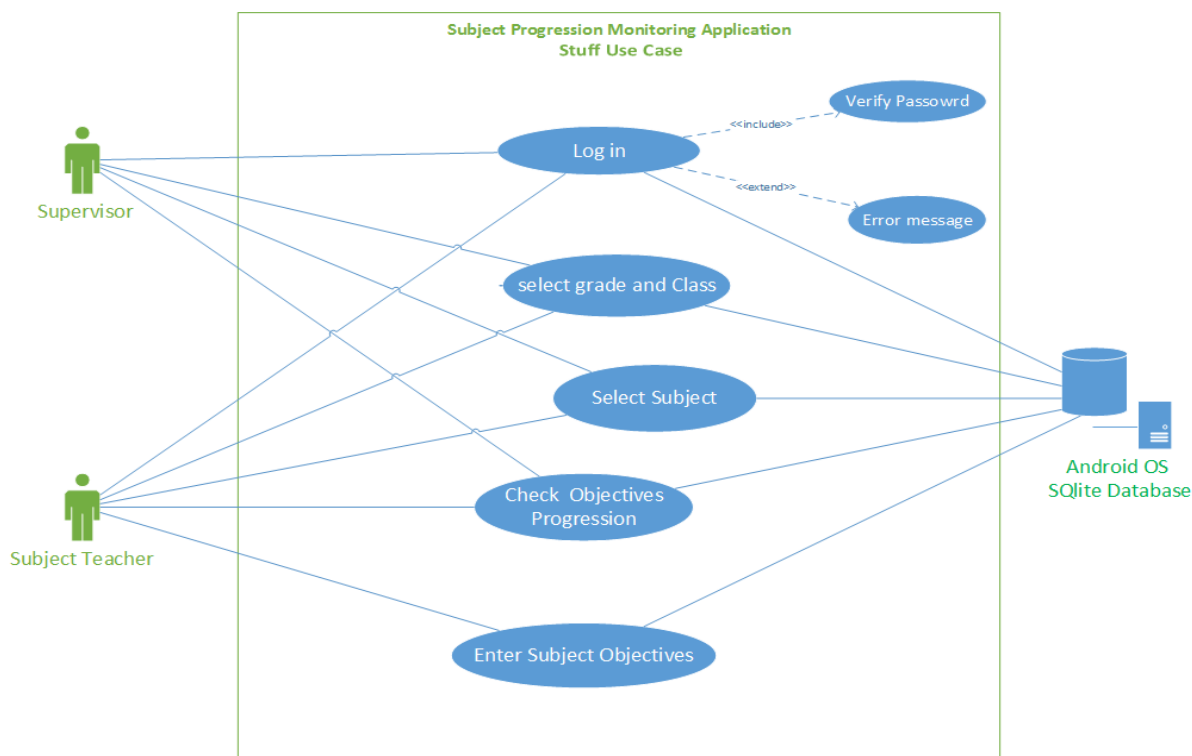 Subject Progression Monitoring Application
Stuff Use Case
Verify Passowrd
<<include>>
Log in
<<extend>>
Supervisor
Error message
select grade and Class
Select Subject
Android OS
SQlite Database
Check Objectives
Progression
Subject Teacher
Enter Subject Objectives